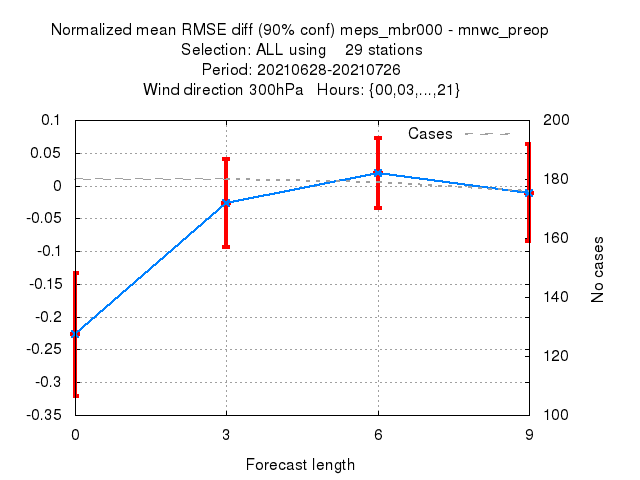 Normalized mean RMSE diff (90% conf) meps_mbr000 - mnwc_preop
Selection: ALL using 29 stations
Period: 20210628-20210726
Wind direction 300hPa Hours: {00,03,...,21}
0.1 200
Cases
0.05
0 180
-0.05
-0.1 160
-0.15
-0.2 140
-0.25
-0.3 120
-0.35 100
No cases
0 3 6 9
Forecast length